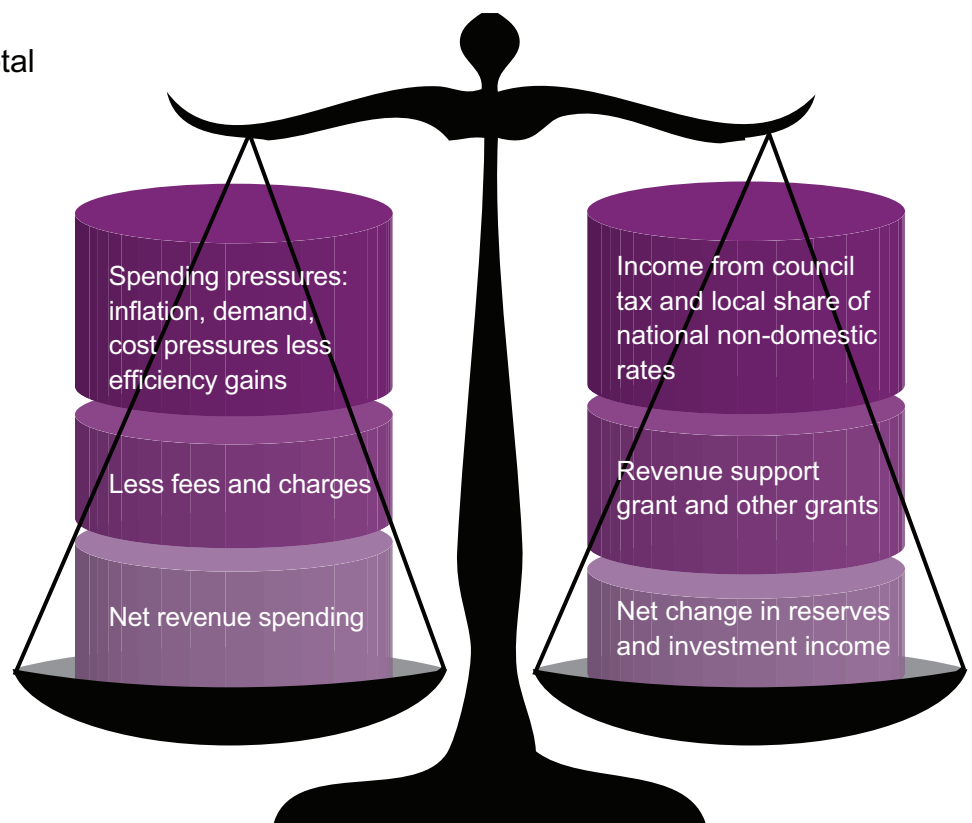 tal
Spending pressures:
inflation, demand,
cost pressures less
efficiency gains
Less fees and charges
Net revenue spending
Income from council
tax and local share of
national non-domestic
rates
Revenue support
grant and other grants
Net change in reserves
and investment income